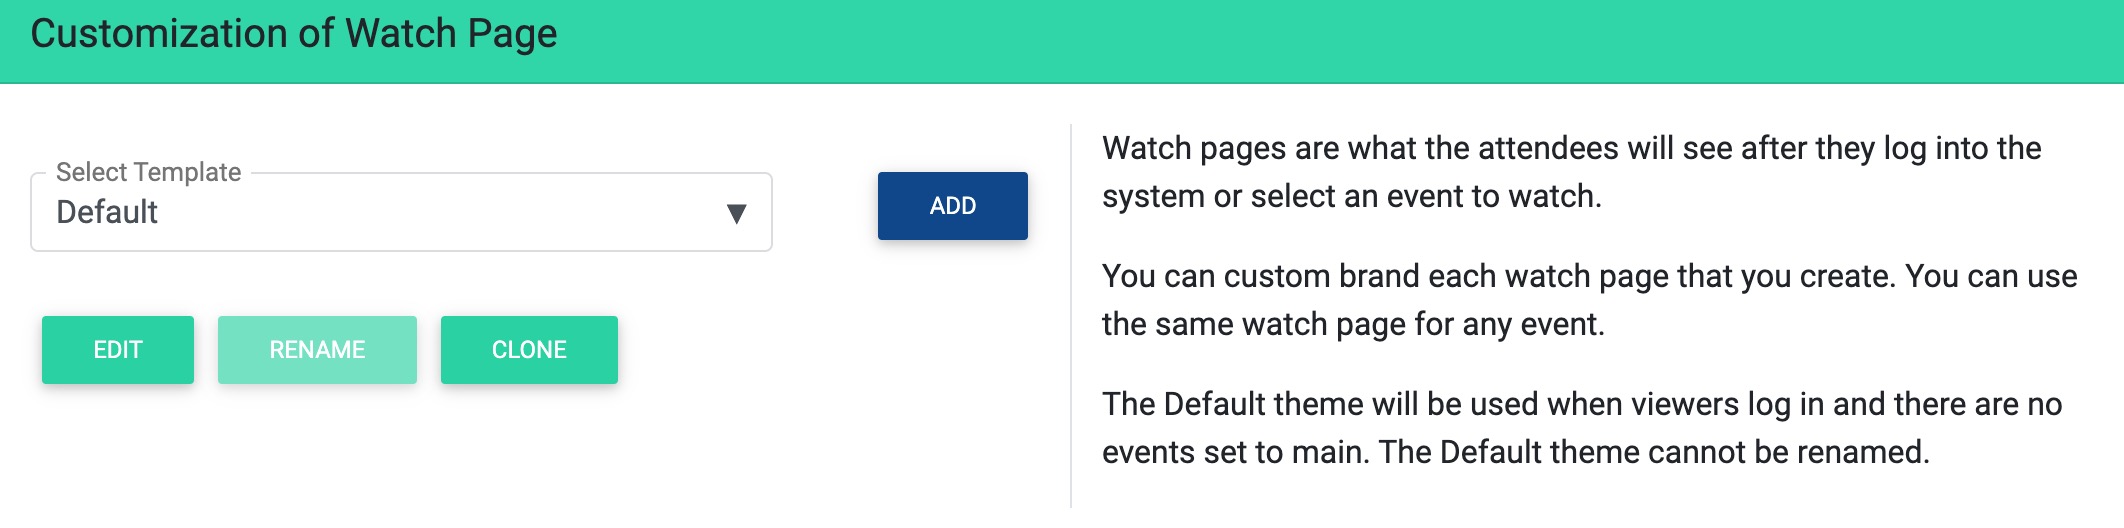 Customization of Watch Page
Select Template
Default
ADD
EDIT
RENAME
CLONE
Watch pages are what the attendees will see after they log into the
system or select an event to watch.
You can custom brand each watch page that you create. You can use
the same watch page for any event.
The Default theme will be used when viewers log in and there are no
events set to main. The Default theme cannot be renamed.